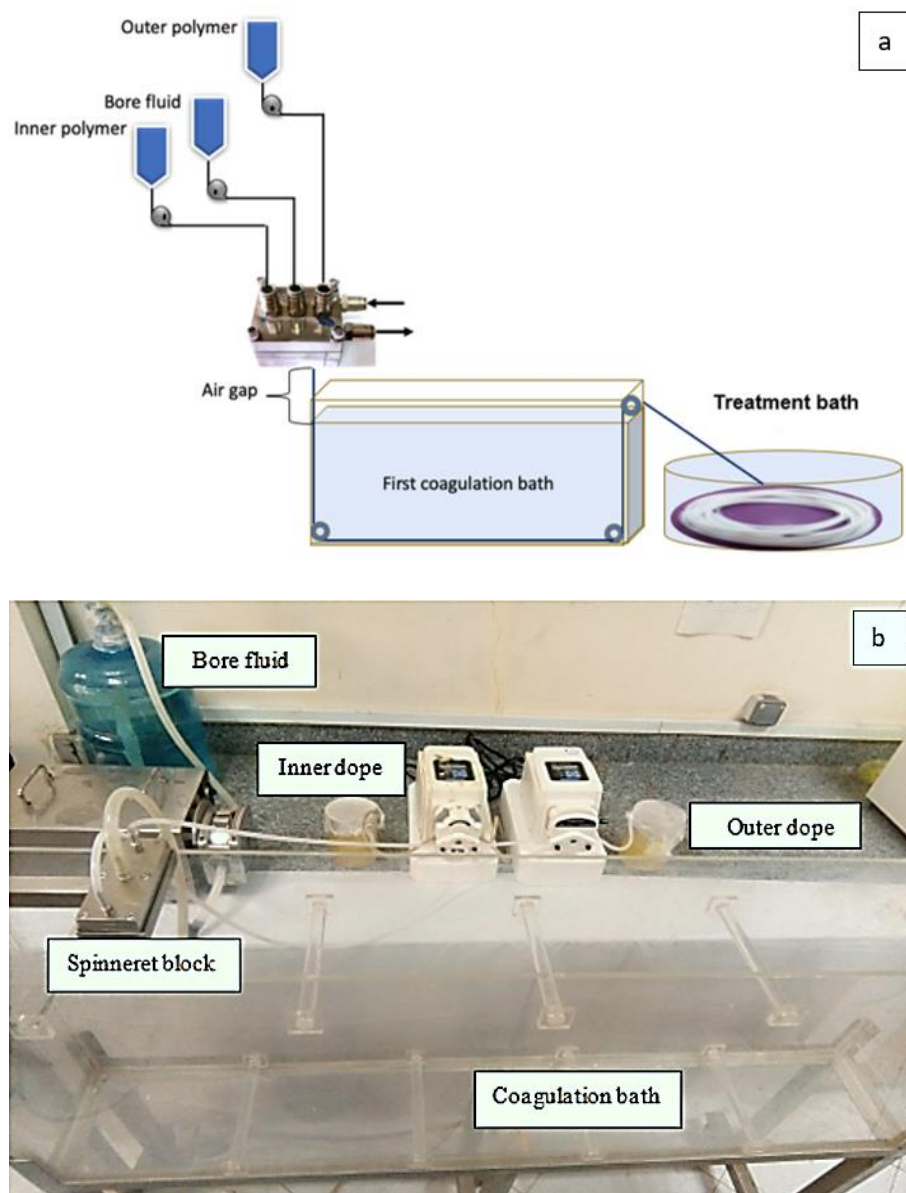 Outer polymer
a
Bore fluid
Inner polymer
Air gap
Treatment bath
First coagulation bath
b
Bore fluid
Inner dope
Outer dope
Spinneret block
Coagulation bath